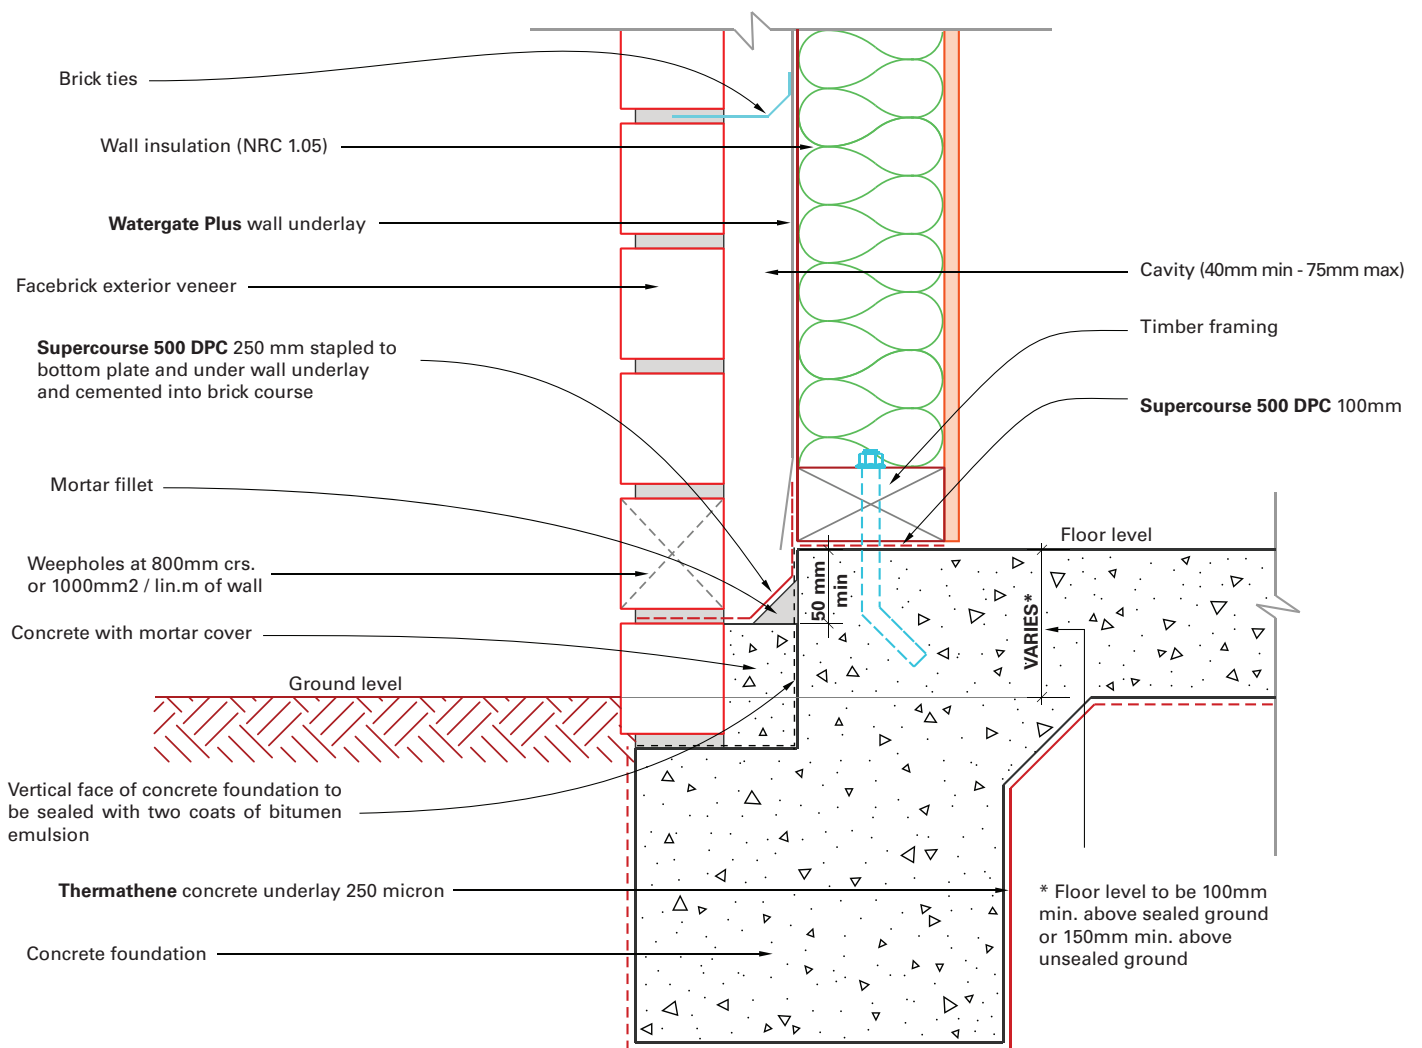 Brick ties
Wall insulation (NRC 1.05)
Watergate Plus wall underlay
Facebrick exterior veneer
Supercourse 500 DPC 250 mm stapled to
bottom plate and under wall underlay
and cemented into brick course
Mortar fillet
Weepholes at 800mm crs.
or 1000mm2 / lin.m of wall
Concrete with mortar cover
Ground level
Vertical face of concrete foundation to
be sealed with two coats of bitumen
emulsion
Thermathene concrete underlay 250 micron
Concrete foundation
Cavity (40mm min - 75mm max)
Timber framing
Supercourse 500 DPC 100mm
Floor level
50 mm
min
VARIES*
* Floor level to be 100mm
min. above sealed ground
or 150mm min. above
unsealed ground